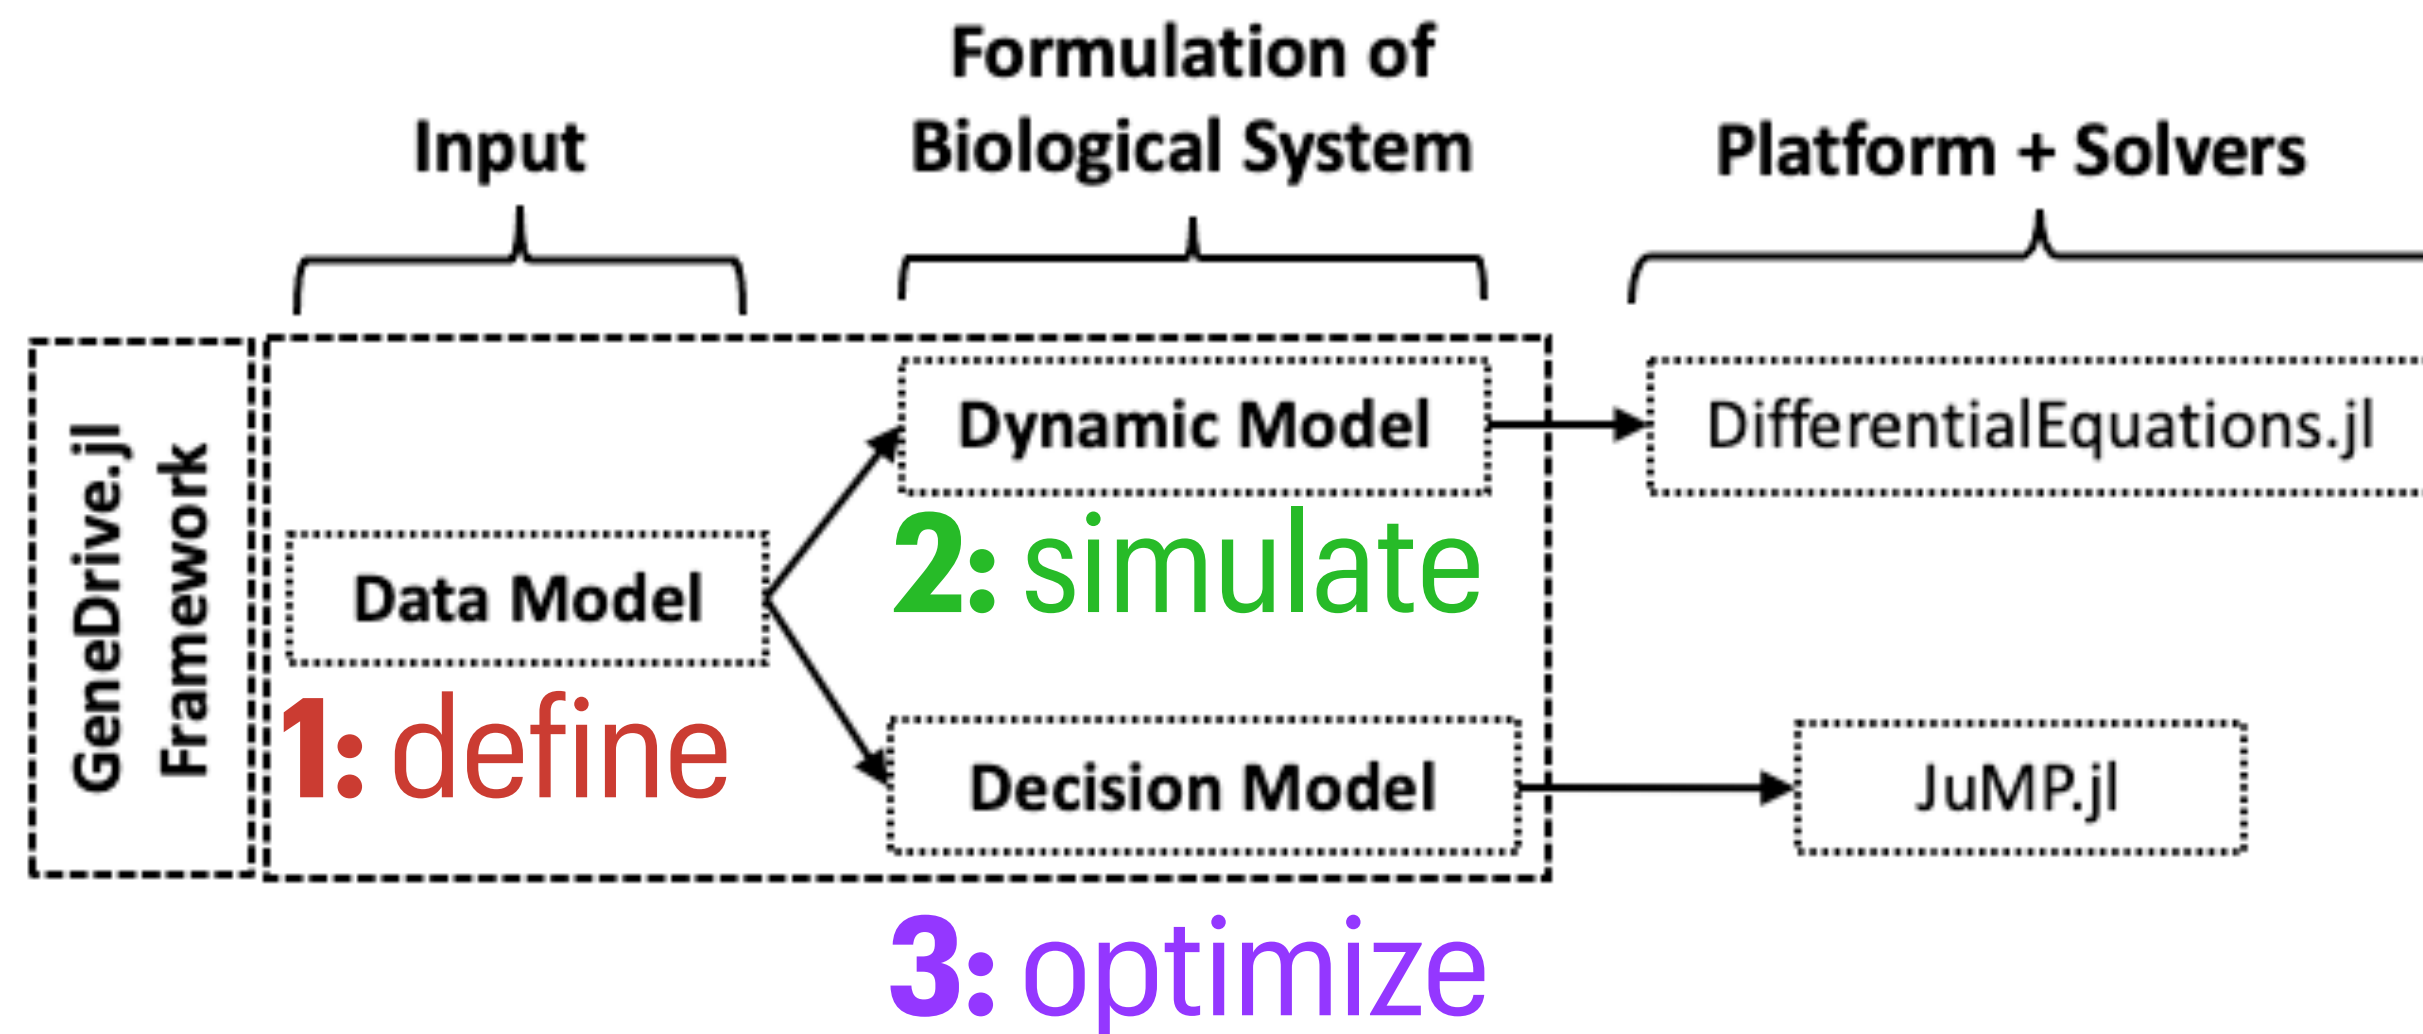 Input
Formulation of
Biological System
Platform + Solvers
GeneDrive.jl
Framework
Data Model
1: define
Dynamic Model
2: simulate
Decision Model
3: optimize
DifferentialEquations.jl
JuMP.jl